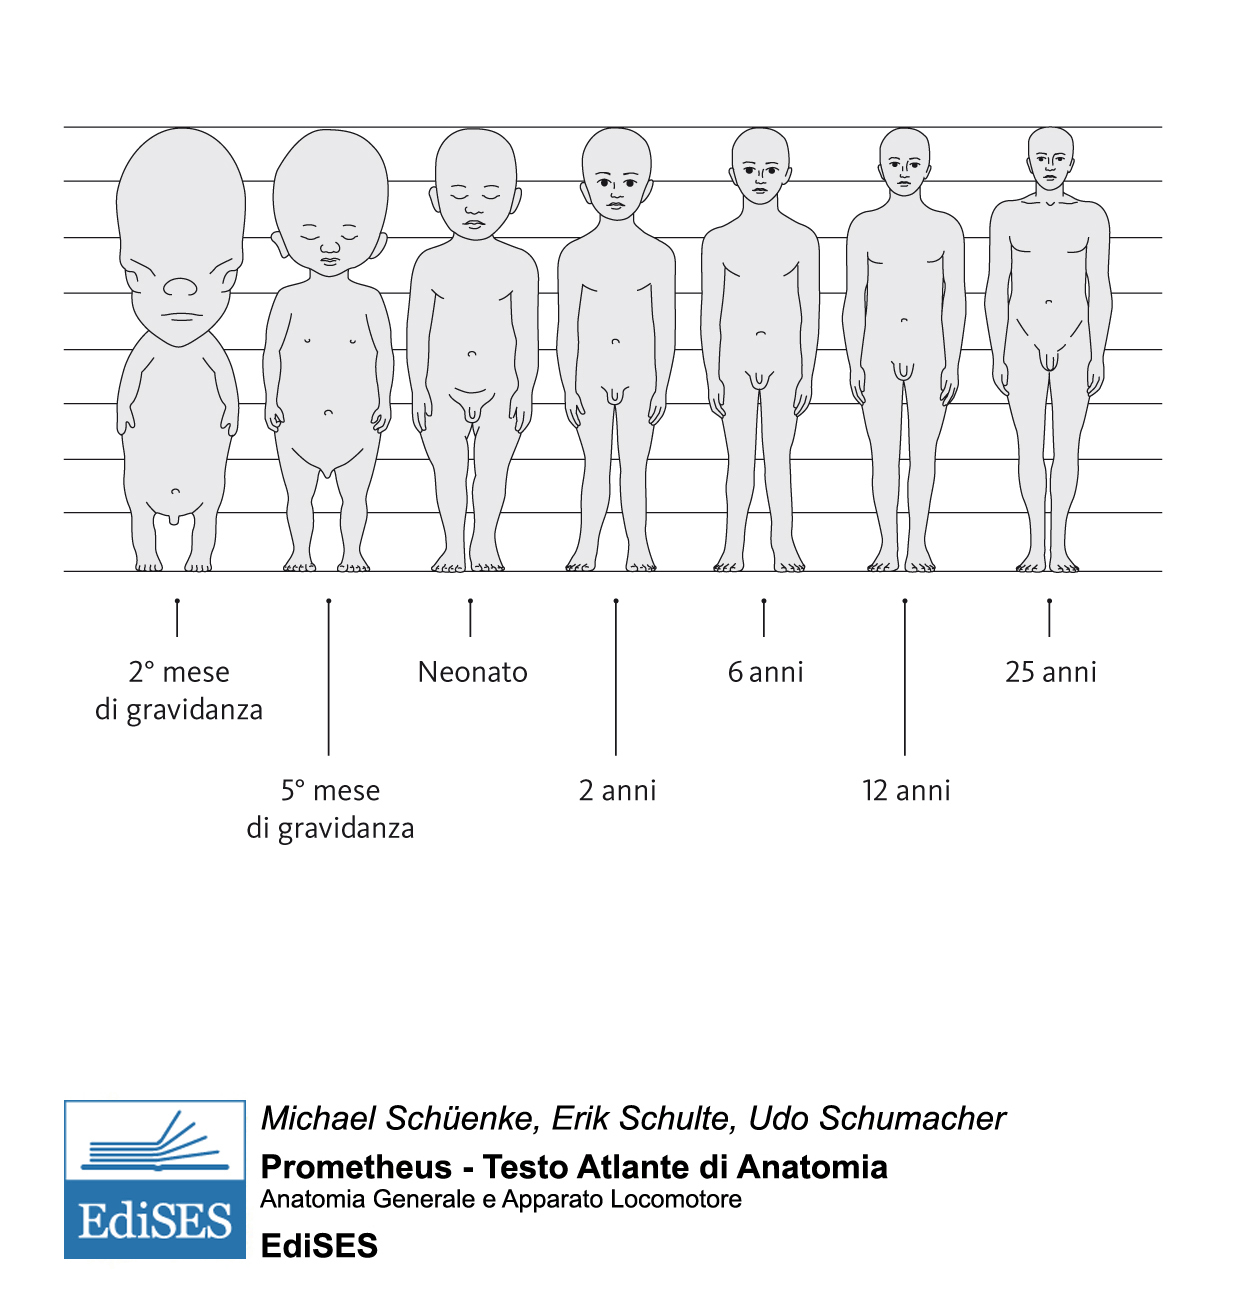 2° mese
di gravidanza
5° mese
di gravidanza
Neonato
2 anni
6 anni
12 anni
25 anni
Michael Schüenke, Erik Schulte, Udo Schumacher
Prometheus - Testo Atlante di Anatomia
Anatomia Generale e Apparato Locomotore
EdiSES
EdiSES